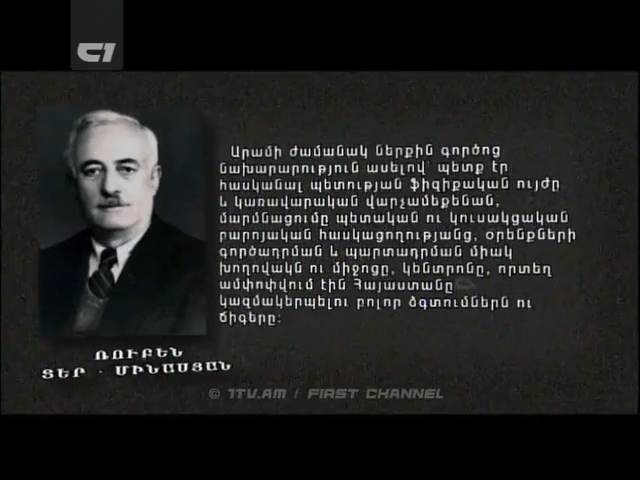 C1
Արամի ժամանակ ներքին գործոց
նախարարություն ասելով՝ պետք էր
հասկանալ պետության ֆիզիքական ույժը
և կառավարական վարչամեքենան,
մարմնացումը պետական ու կուսակցական
բարոյական հասկացողությանց, օրենքների
գործադրման և պարտադրման միակ
խողովակն ու միջոցը, կենտրոնը, որտեղ
ամփոփվում էին Հայաստանը
կազմակերպելու բոլոր ձգտումներն ու
ճիգերը:
ՌՈՒԲԵՆ
ՏԵՐ - ՄԻՆԱՍՅԱՆ
© 1TV.AM / FIRST CHANNEL